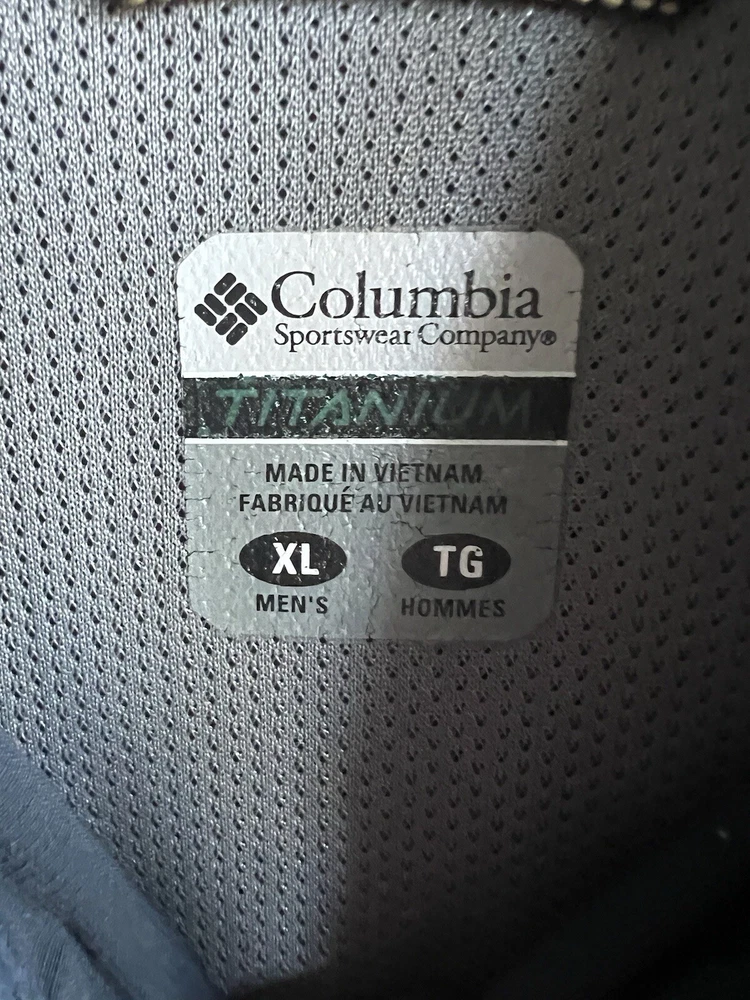 Columbia
Sportswear Company®
TITANIUM
MADE IN VIETNAM
FABRIQUÉ AU VIETNAM
XL TG
MEN'S HOMMES